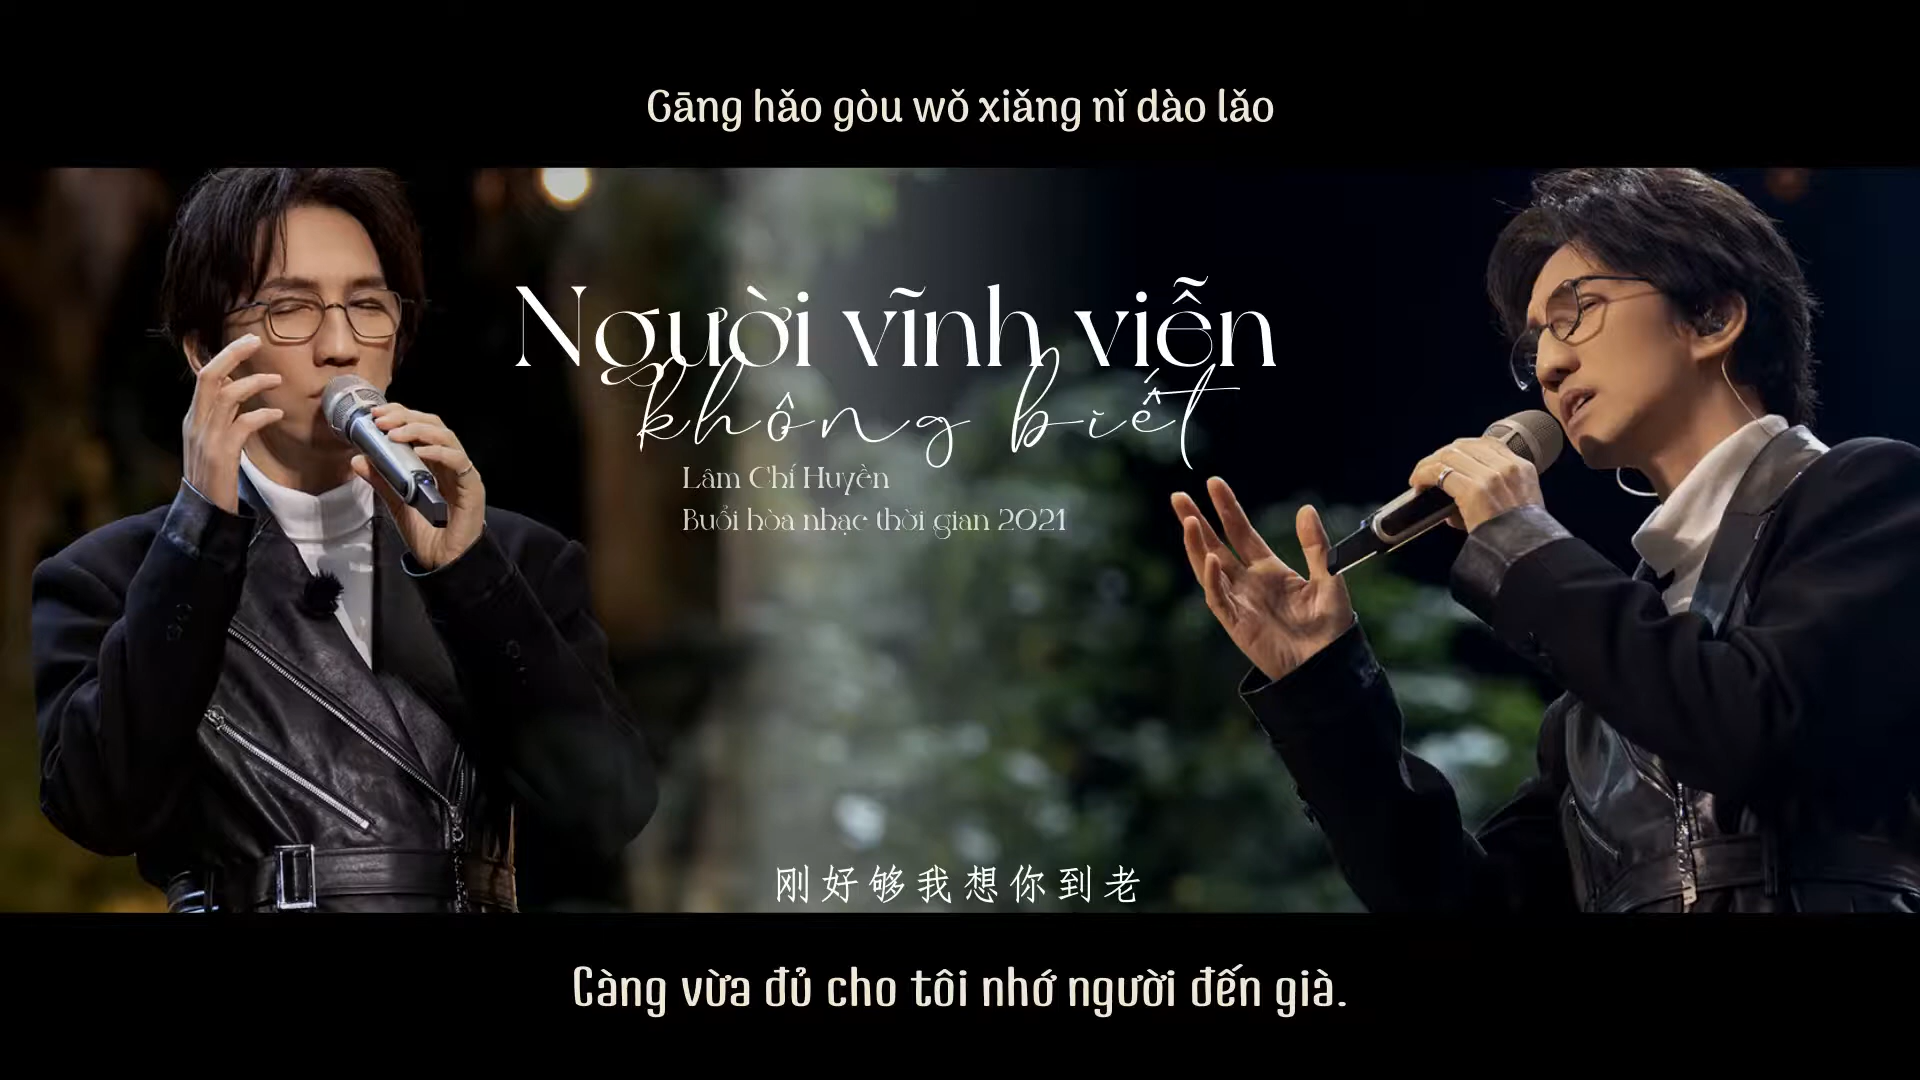 Gāng hǎo gòu wǒ xiǎng nǐ dào lǎo
Người vĩnh viễn
không biết
Lâm Chí Huyền
Buổi hòa nhạc thời gian 2021
刚好够我想你到老
Càng vừa đủ cho tôi nhớ người đến già.